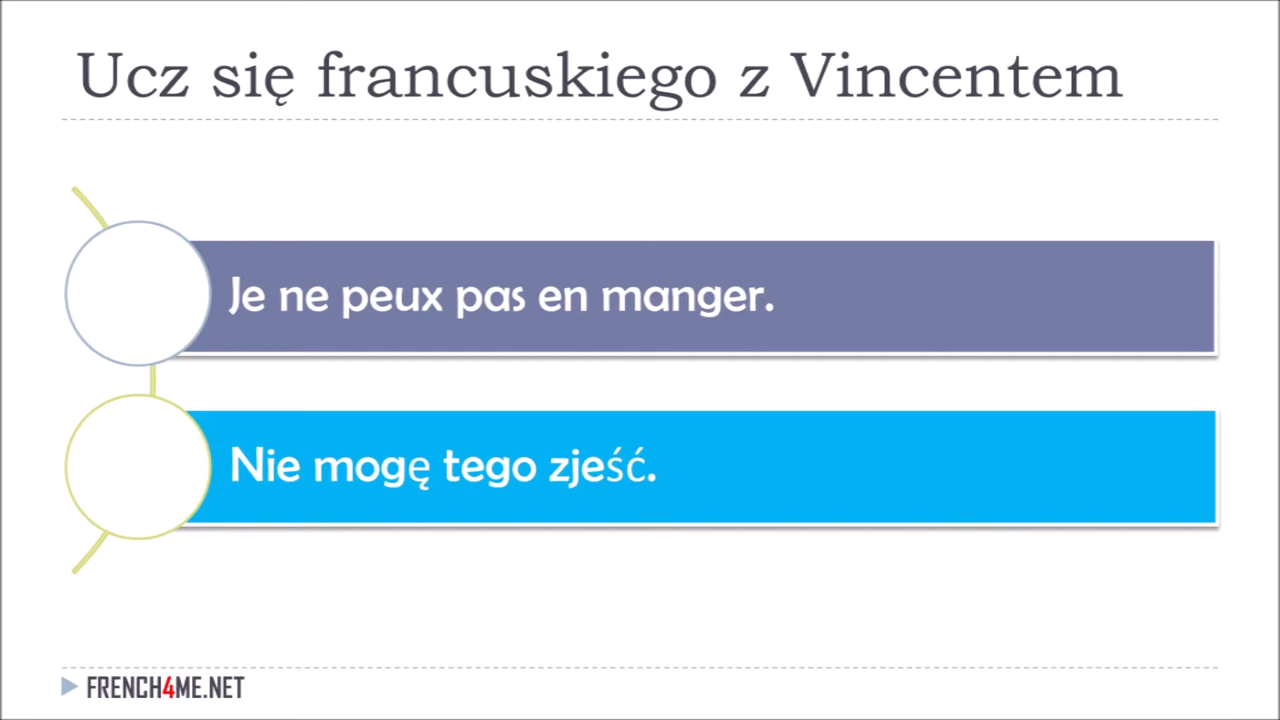 Ucz się francuskiego z Vincentem
Je ne peux pas en manger.
Nie mogę tego zjeść.
FRENCH4ME.NET